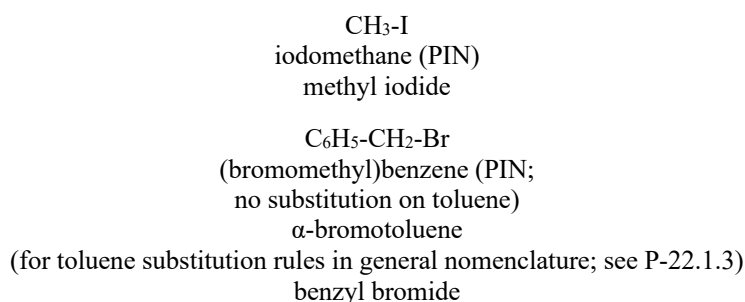 CH₃-I
iodomethane (PIN)
methyl iodide
C₆H₅-CH₂-Br
(bromomethyl)benzene (PIN;
no substitution on toluene)
α-bromotoluene
(for toluene substitution rules in general nomenclature; see P-22.1.3)
benzyl bromide